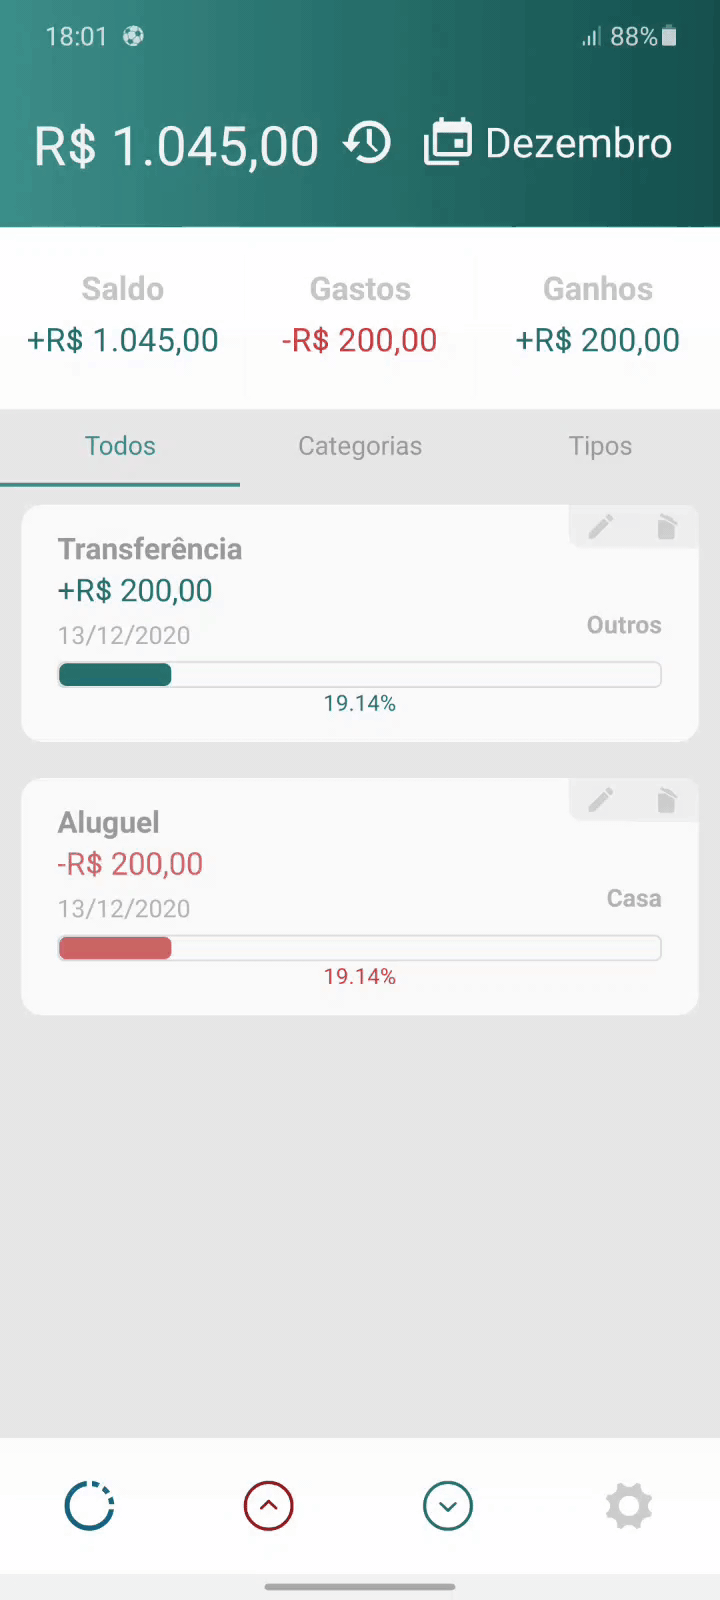 18:01 88%
R$ 1.045,00 Dezembro
Saldo Gastos Ganhos
+R$ 1.045,00 -R$ 200,00 +R$ 200,00
Todos Categorias Tipos
Transferência
+R$ 200,00
13/12/2020 Outros
19.14%
Aluguel
-R$ 200,00
13/12/2020 Casa
19.14%